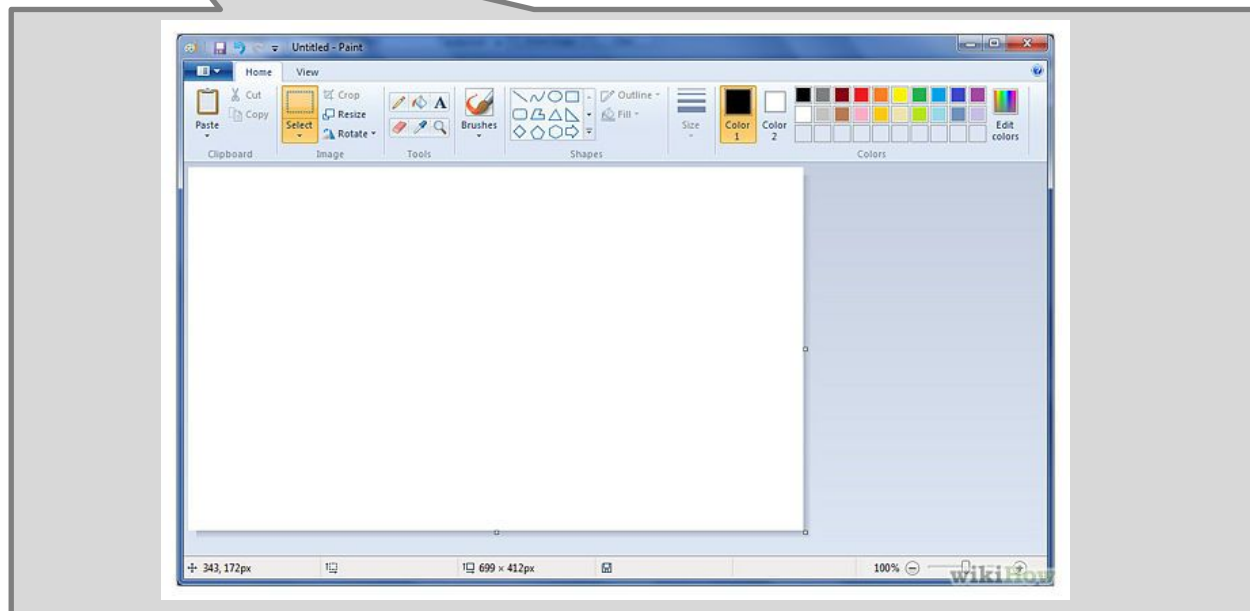 Untitled - Paint
Home View
Paste
Cut
Copy
Clipboard
Select
Crop
Resize
Rotate
Image
A
Tools
Brushes
Outline
Fill
Shapes
Size
Color 1
Color 2
Edit colors
Colors
343, 172px
699 × 412px
100%
wikiHow